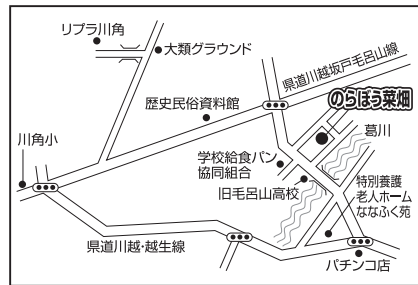 リプラ川角
大類グラウンド
県道川越坂戸毛呂山線
歴史民俗資料館
のらぼう菜畑
葛川
川角小
学校給食パン
協同組合
旧毛呂山高校
特別養護
老人ホーム
ななふく苑
県道川越・越生線
パチンコ店